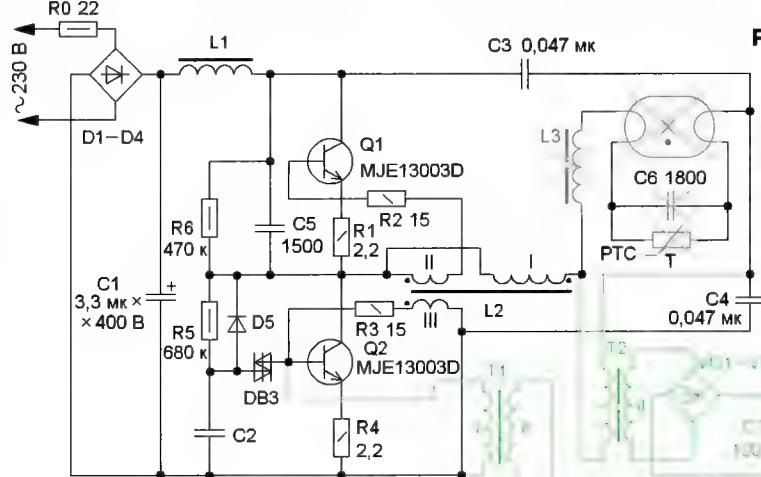 R0 22
~230 В
D1–D4
L1
C3 0,047 мк
Q1
MJE13003D
L3
C6 1800
PTC
T
R2 15
R6
470 к
C5
1500
R1
2,2
II
I
C1
3,3 мк ×
× 400 В
+
R5
680 к
D5
R3 15
III
L2
C4
0,047 мк
Q2
MJE13003D
DB3
C2
R4
2,2
T1
T2